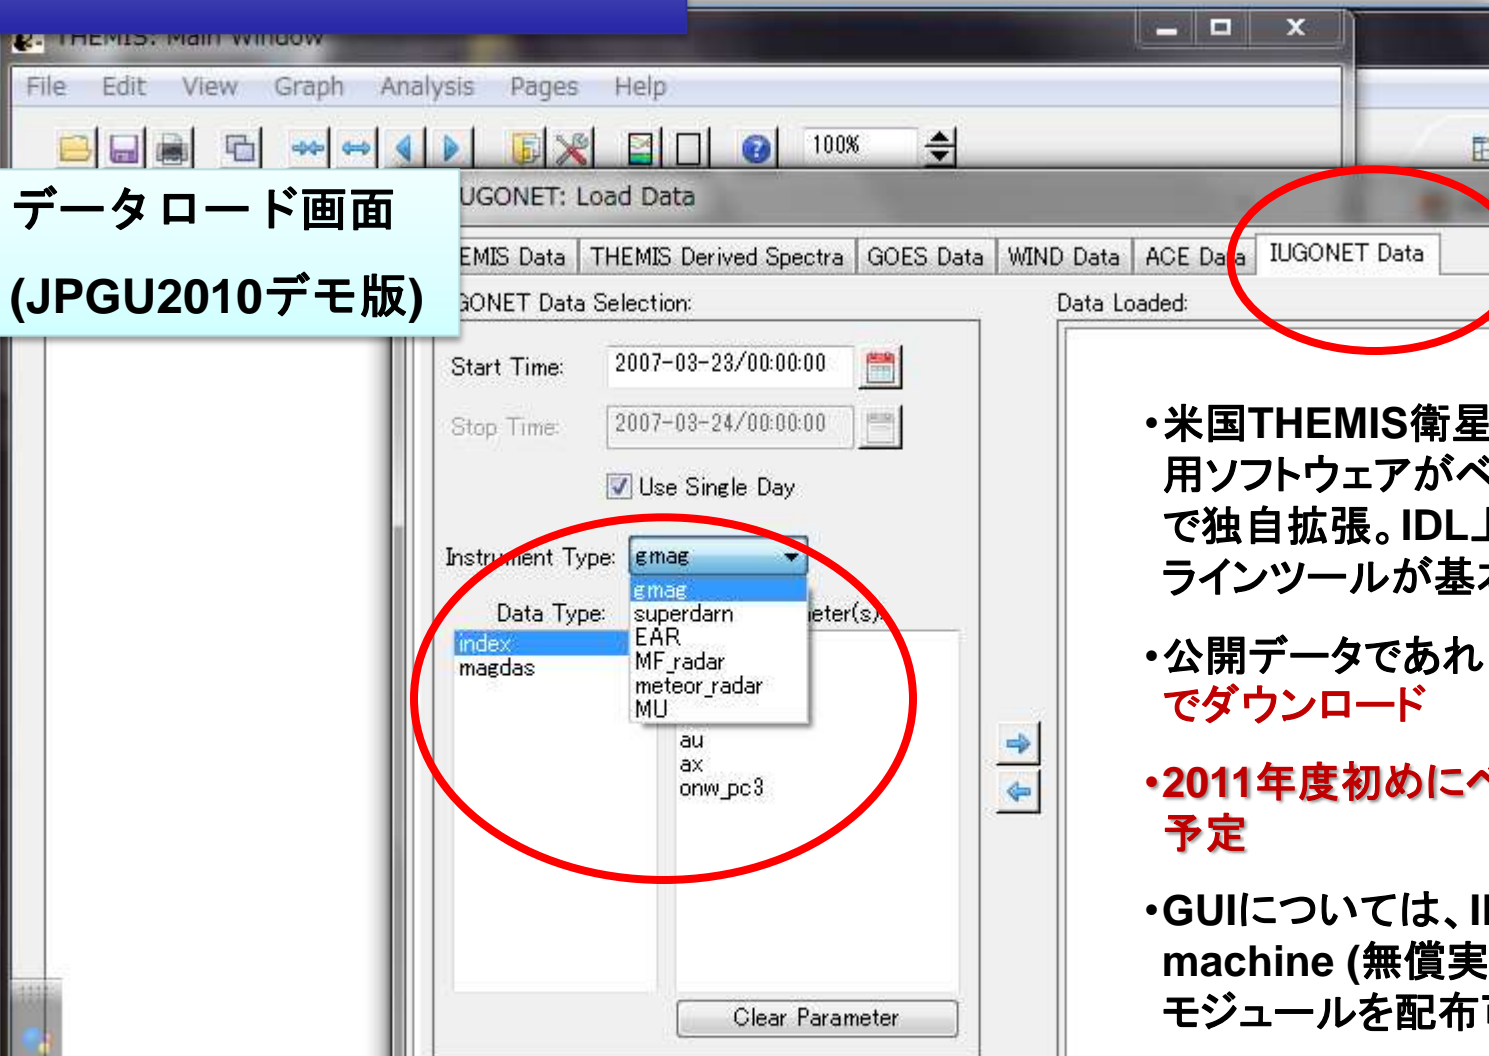 THEMIS: Main Window
File Edit View Graph Analysis Pages Help
100%
データロード画面
(JPGU2010デモ版)
UGONET: Load Data
EMIS Data THEMIS Derived Spectra GOES Data WIND Data ACE Data IUGONET Data
GONET Data Selection:
Data Loaded:
Start Time: 2007-03-23/00:00:00
Stop Time: 2007-03-24/00:00:00
Use Single Day
Instrument Type: gmag
gmag
superdarn
EAR
MF_radar
meteor_radar
MU
Data Type:
eter(s):
index
magdas
au
ax
onw_pc3
Clear Parameter
・米国THEMIS衛星
用ソフトウェアがベ
で独自拡張。IDL上
ラインツールが基本
・公開データであれ
でダウンロード
・2011年度初めにベ
予定
・GUIについては、I
machine (無償実
モジュールを配布可